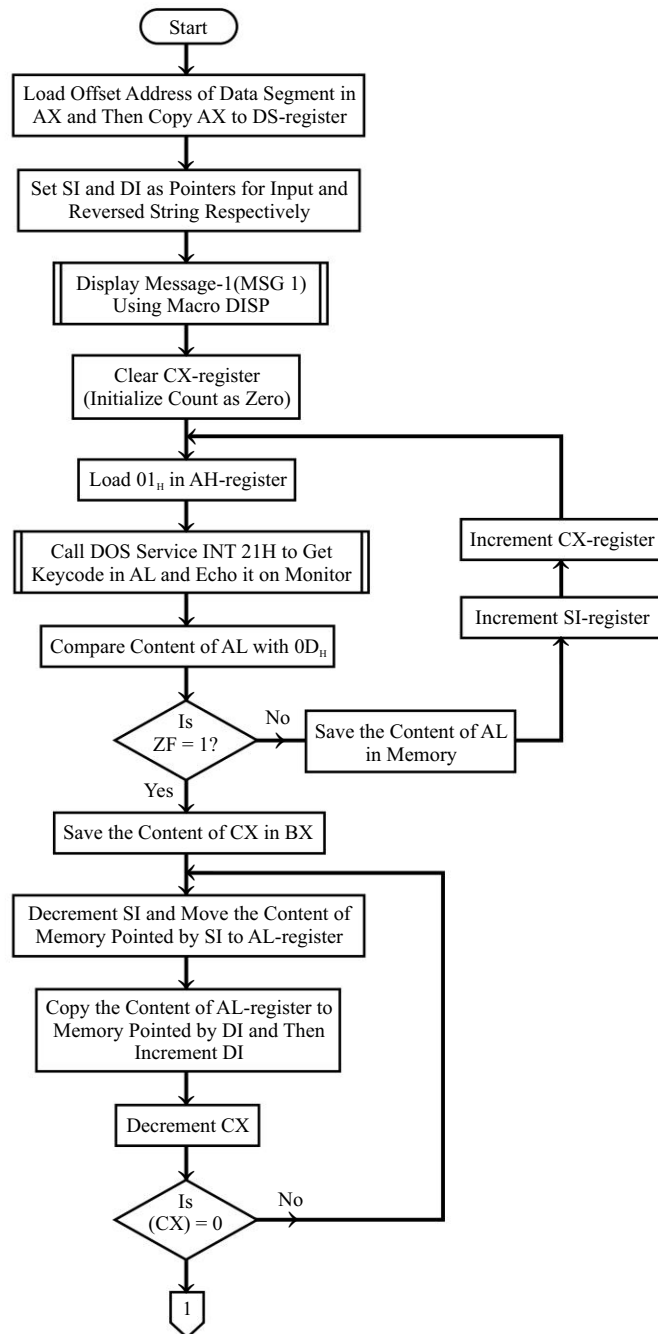 Start
Load Offset Address of Data Segment in
AX and Then Copy AX to DS-register
Set SI and DI as Pointers for Input and
Reversed String Respectively
Display Message-1(MSG 1)
Using Macro DISP
Clear CX-register
(Initialize Count as Zero)
Load 01H in AH-register
Call DOS Service INT 21H to Get
Keycode in AL and Echo it on Monitor
Increment CX-register
Increment SI-register
Compare Content of AL with 0DH
Is
ZF = 1?
No
Save the Content of AL
in Memory
Yes
Save the Content of CX in BX
Decrement SI and Move the Content of
Memory Pointed by SI to AL-register
Copy the Content of AL-register to
Memory Pointed by DI and Then
Increment DI
Decrement CX
Is
(CX) = 0
No
1